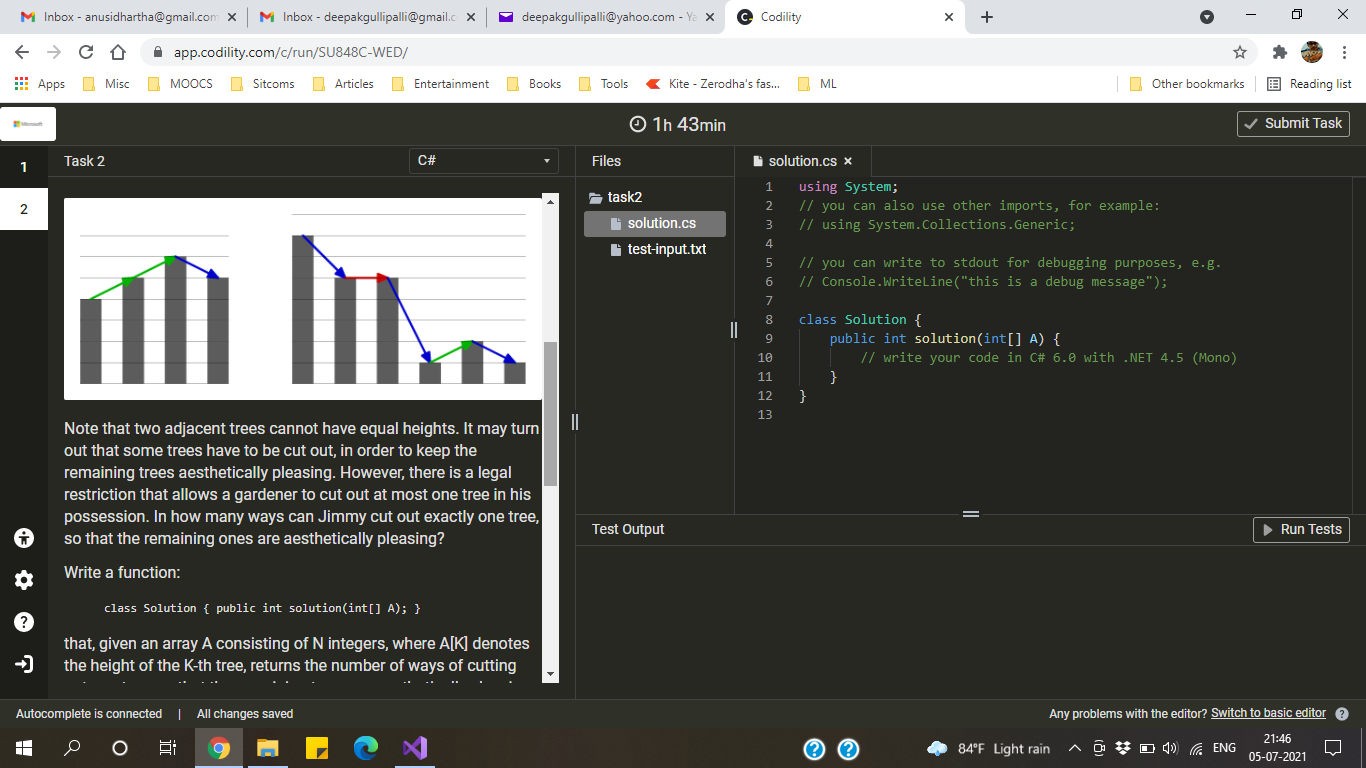 Inbox - anusidhartha@gmail.com
Inbox - deepakgullipalli@gmail.c
deepakgullipalli@yahoo.com - Ya
Codility
app.codility.com/c/run/SU848C-WED/
Apps
Misc
MOOCS
Sitcoms
Articles
Entertainment
Books
Tools
Kite - Zerodha's fas...
ML
Other bookmarks
Reading list
Microsoft
1h 43min
Submit Task
1
2
Task 2
C#
Note that two adjacent trees cannot have equal heights. It may turn
out that some trees have to be cut out, in order to keep the
remaining trees aesthetically pleasing. However, there is a legal
restriction that allows a gardener to cut out at most one tree in his
possession. In how many ways can Jimmy cut out exactly one tree,
so that the remaining ones are aesthetically pleasing?
Write a function:
class Solution { public int solution(int[] A); }
that, given an array A consisting of N integers, where A[K] denotes
the height of the K-th tree, returns the number of ways of cutting
Files
task2
solution.cs
test-input.txt
solution.cs
1 using System;
2 // you can also use other imports, for example:
3 // using System.Collections.Generic;
4
5 // you can write to stdout for debugging purposes, e.g.
6 // Console.WriteLine("this is a debug message");
7
8 class Solution {
9 public int solution(int[] A) {
10 // write your code in C# 6.0 with .NET 4.5 (Mono)
11 }
12 }
13
Test Output
Run Tests
Autocomplete is connected | All changes saved
Any problems with the editor? Switch to basic editor
84°F Light rain
ENG
21:46
05-07-2021